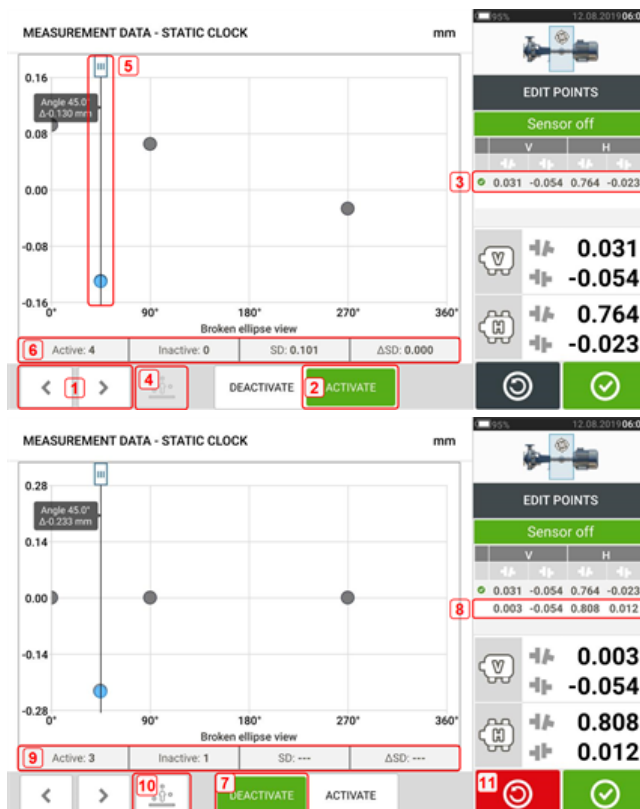 95% 12.08.2019 06:0
MEASUREMENT DATA - STATIC CLOCK mm
5
0.16
Angle 45.0°
Δ-0.130 mm
0.08
0.00
-0.08
-0.16
0° 90° 180° 270° 360°
Broken ellipse view
6 Active: 4 Inactive: 0 SD: 0.101 ΔSD: 0.000
1 4 DEACTIVATE 2 ACTIVATE
EDIT POINTS
Sensor off
V H
3 0.031 -0.054 0.764 -0.023
V 0.031
-0.054
H 0.764
-0.023
95% 12.08.2019 06:0
MEASUREMENT DATA - STATIC CLOCK mm
0.28
Angle 45.0°
Δ-0.233 mm
0.14
0.00
-0.14
-0.28
0° 90° 180° 270° 360°
Broken ellipse view
9 Active: 3 Inactive: 1 SD: --- ΔSD: ---
10 7 DEACTIVATE ACTIVATE
EDIT POINTS
Sensor off
V H
0.031 -0.054 0.764 -0.023
8 0.003 -0.054 0.808 0.012
V 0.003
-0.054
H 0.808
0.012
11